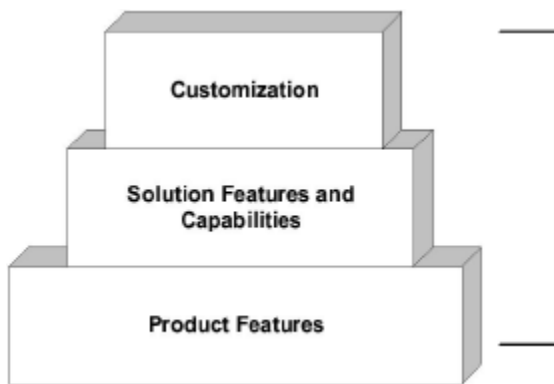 Customization
Solution Features and
Capabilities
Product Features